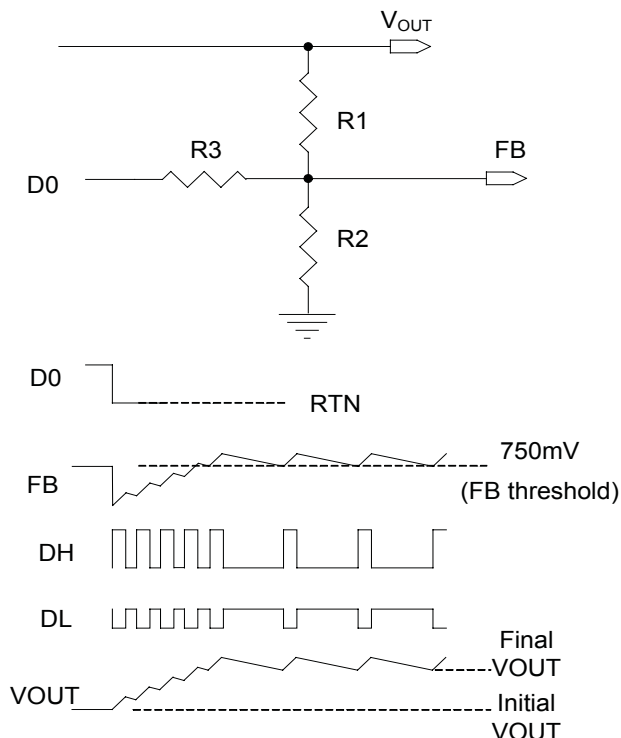 VOUT
R1
R3
FB
D0
R2
D0
RTN
750mV
FB
(FB threshold)
DH
DL
Final
VOUT
VOUT
Initial
VOUT